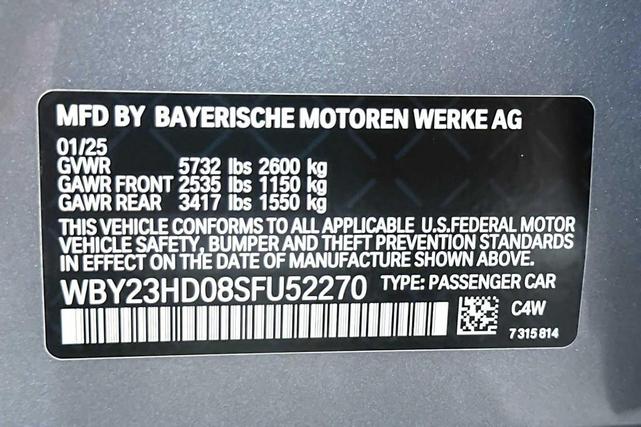 MFD BY BAYERISCHE MOTOREN WERKE AG
01/25
GVWR 5732 lbs 2600 kg
GAWR FRONT 2535 lbs 1150 kg
GAWR REAR 3417 lbs 1550 kg
THIS VEHICLE CONFORMS TO ALL APPLICABLE U.S.FEDERAL MOTOR
VEHICLE SAFETY, BUMPER AND THEFT PREVENTION STANDARDS
IN EFFECT ON THE DATE OF MANUFACTURE SHOWN ABOVE.
WBY23HD08SFU52270 TYPE: PASSENGER CAR
C4W
7 315 814